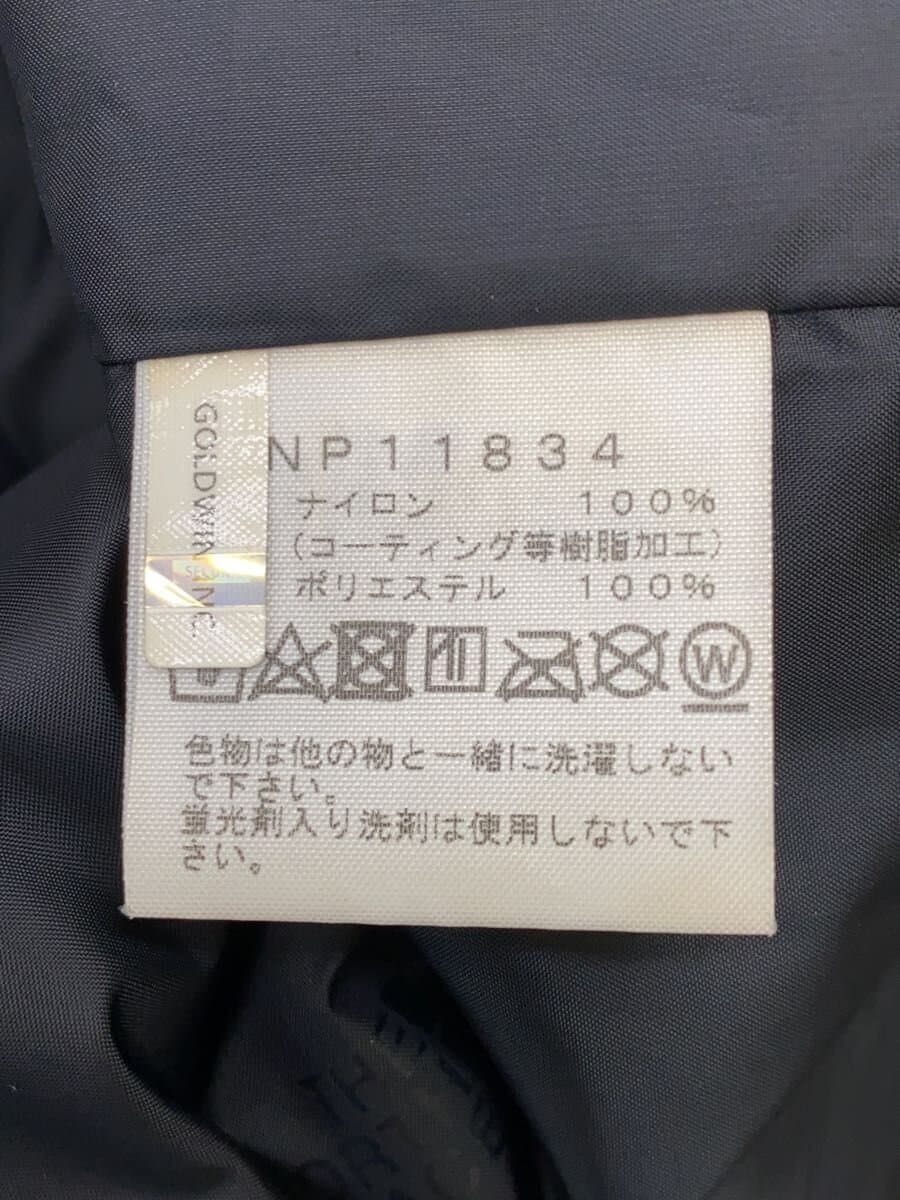 GOLDWIN INC.
NP11834
ナイロン 100%
(コーティング等樹脂加工)
ポリエステル 100%
W
色物は他の物と一緒に洗濯しない
で下さい。
蛍光剤入り洗剤は使用しないで下
さい。